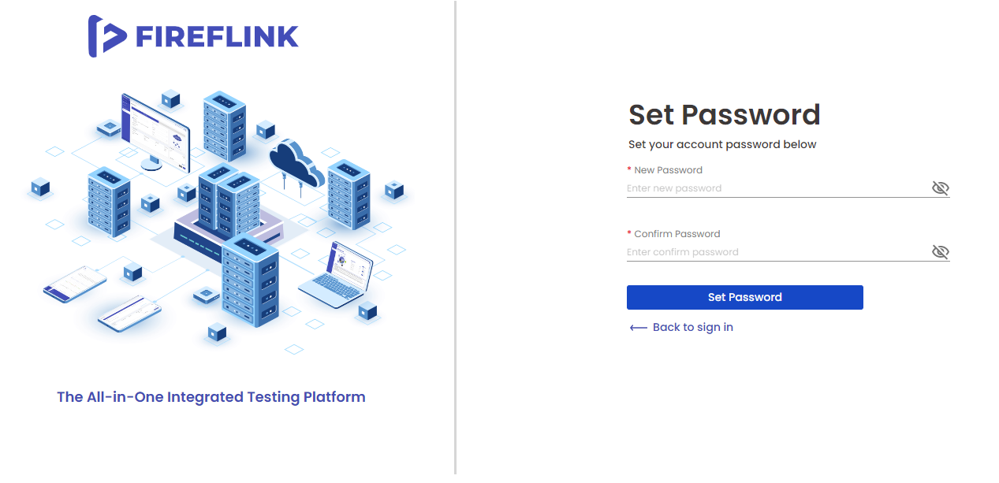 FIREFLINK
The All-in-One Integrated Testing Platform
Set Password
Set your account password below
* New Password
Enter new password
* Confirm Password
Enter confirm password
Set Password
Back to sign in